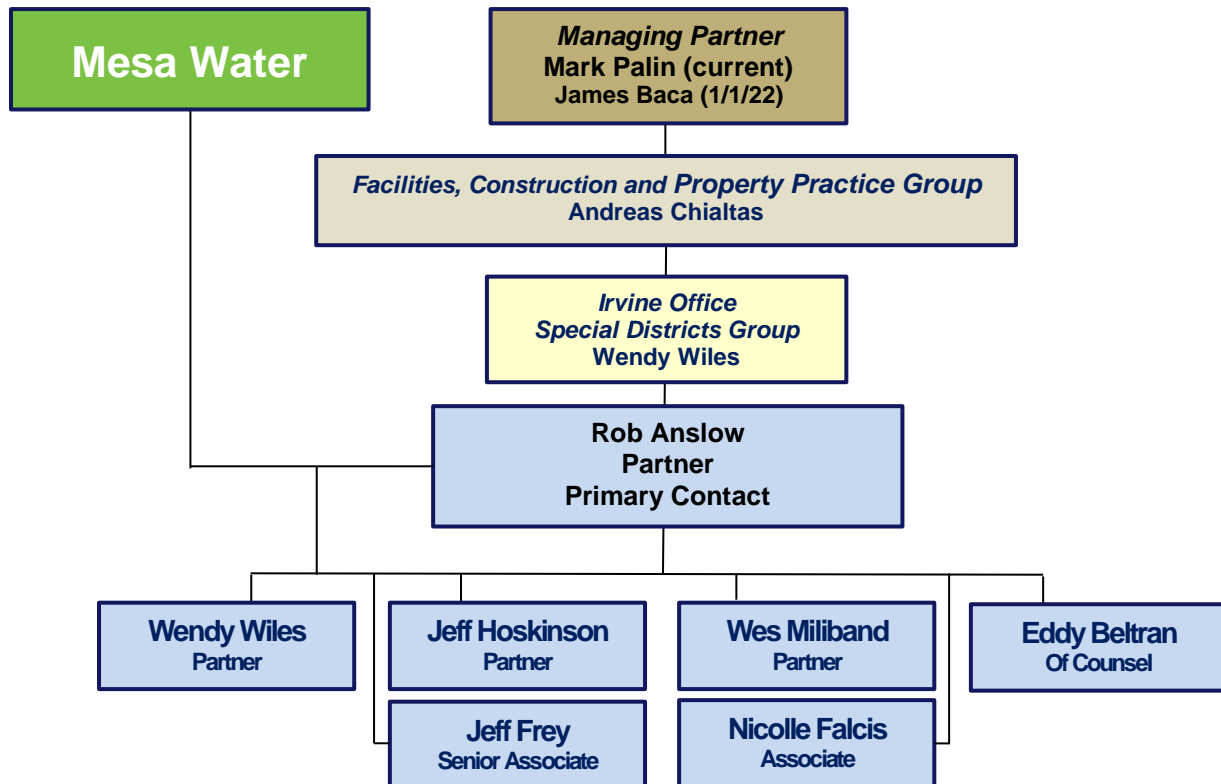 Mesa Water
Managing Partner
Mark Palin (current)
James Baca (1/1/22)
Facilities, Construction and Property Practice Group
Andreas Chialtas
Irvine Office
Special Districts Group
Wendy Wiles
Rob Anslow
Partner
Primary Contact
Wendy Wiles
Partner
Jeff Hoskinson
Partner
Wes Miliband
Partner
Eddy Beltran
Of Counsel
Jeff Frey
Senior Associate
Nicolle Falcis
Associate